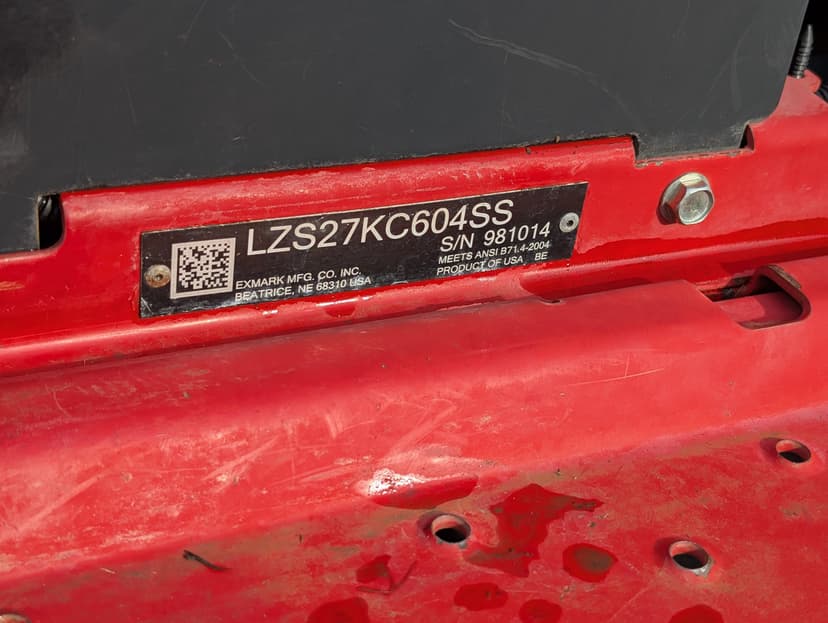 LZS27KC604SS
S/N 981014
MEETS ANSI B71.4-2004
PRODUCT OF USA BE
EXMARK MFG. CO. INC.
BEATRICE, NE 68310 USA